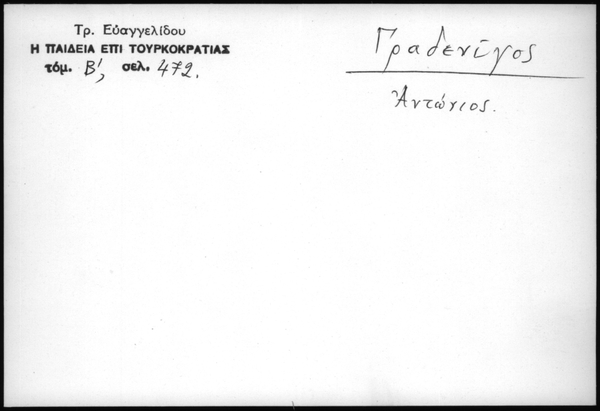 Τρ. Εὐαγγελίδου
Η ΠΑΙΔΕΙΑ ΕΠΙ ΤΟΥΡΚΟΚΡΑΤΙΑΣ
τόμ. Β', σελ. 472.
Γραδενίγος
Ἀντώνιος.